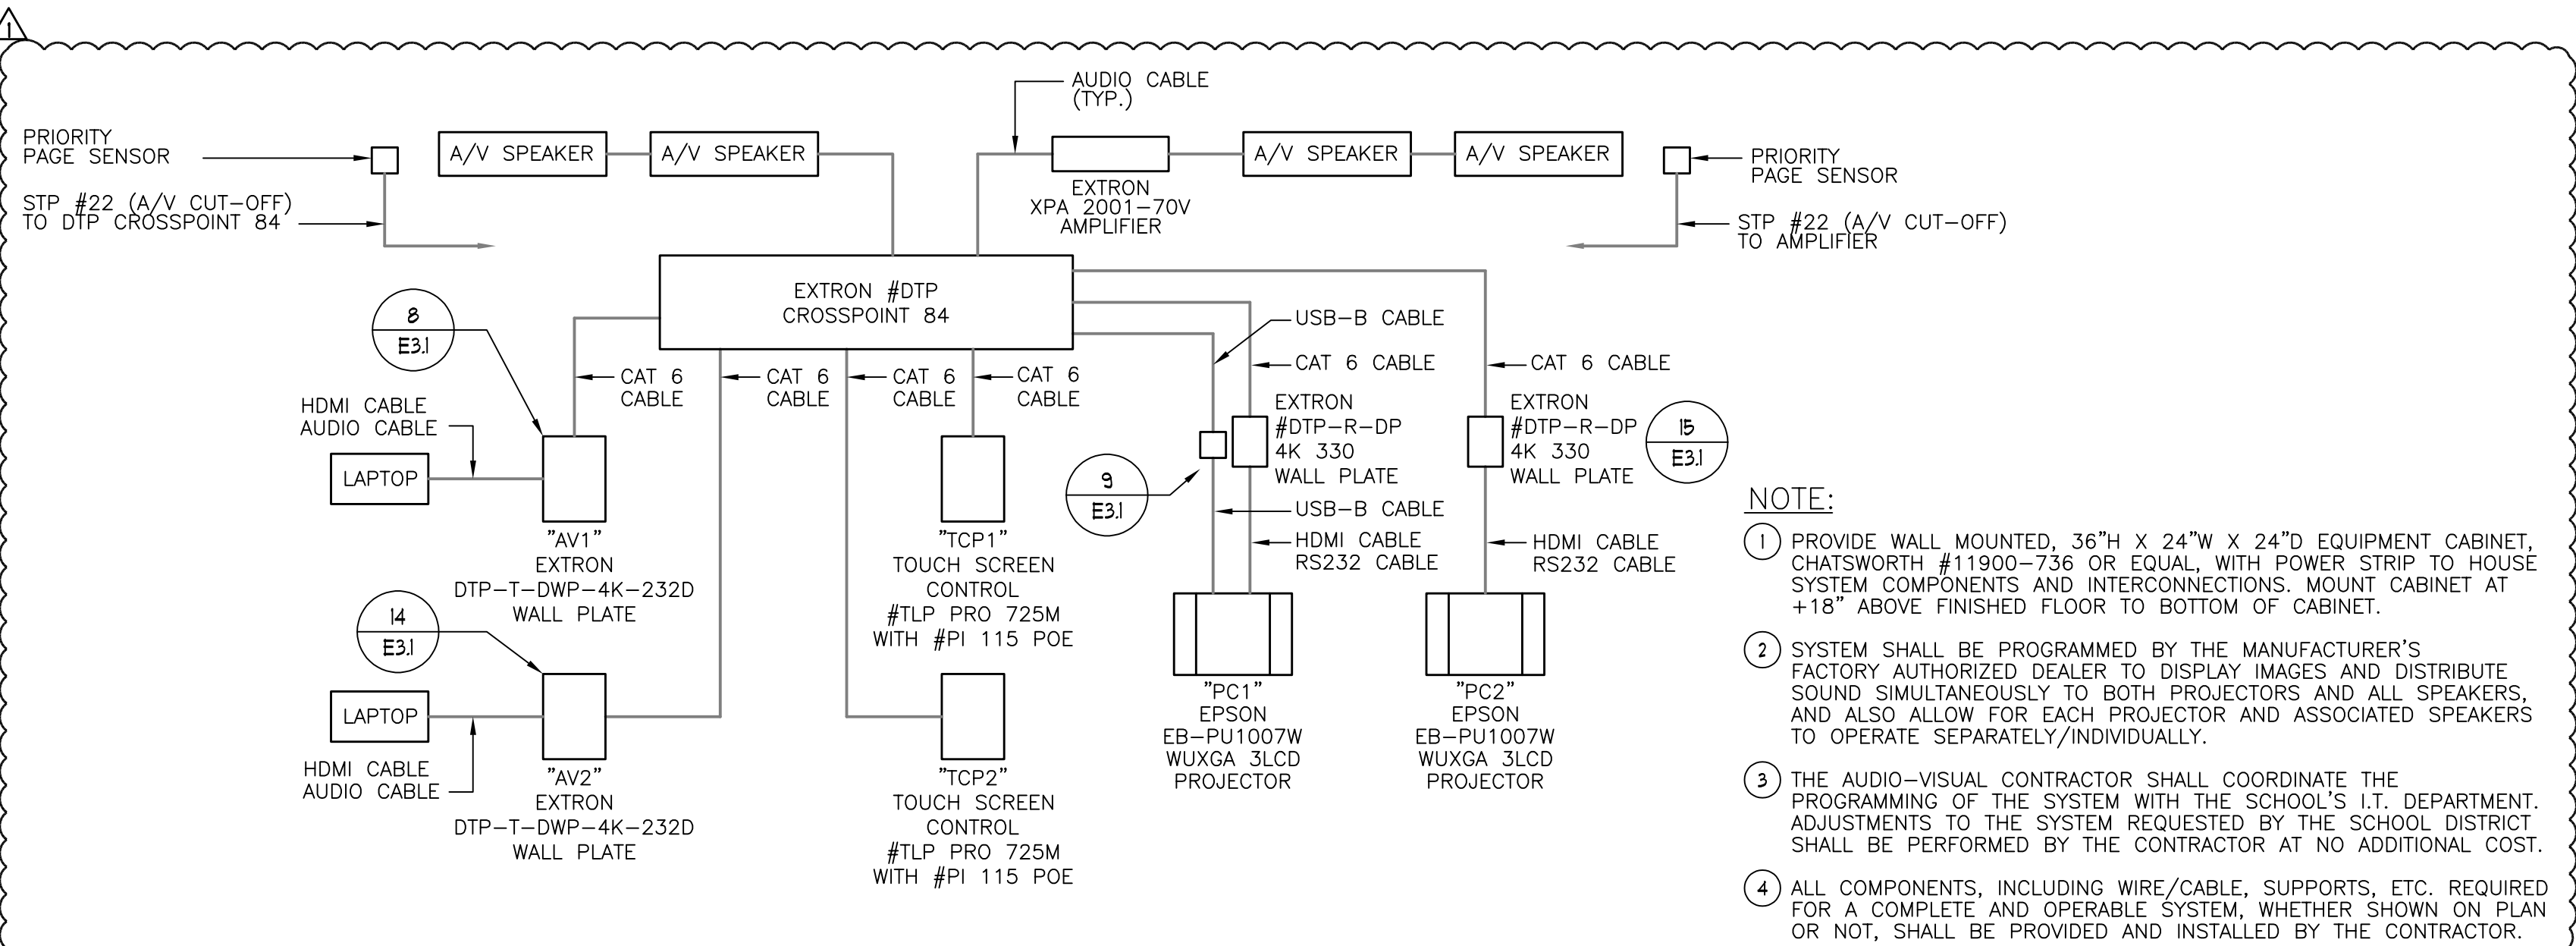 1
AUDIO CABLE
(TYP.)
PRIORITY
PAGE SENSOR
A/V SPEAKER
A/V SPEAKER
A/V SPEAKER
A/V SPEAKER
PRIORITY
PAGE SENSOR
EXTRON
XPA 2001-70V
AMPLIFIER
STP #22 (A/V CUT-OFF)
TO DTP CROSSPOINT 84
STP #22 (A/V CUT-OFF)
TO AMPLIFIER
EXTRON #DTP
CROSSPOINT 84
8
E3.1
USB-B CABLE
CAT 6 CABLE
CAT 6 CABLE
CAT 6
CABLE
CAT 6
CABLE
CAT 6
CABLE
CAT 6
CABLE
HDMI CABLE
AUDIO CABLE
LAPTOP
EXTRON
#DTP-R-DP
4K 330
WALL PLATE
EXTRON
#DTP-R-DP
4K 330
WALL PLATE
15
E3.1
9
E3.1
USB-B CABLE
HDMI CABLE
RS232 CABLE
HDMI CABLE
RS232 CABLE
"AV1"
EXTRON
DTP-T-DWP-4K-232D
WALL PLATE
"TCP1"
TOUCH SCREEN
CONTROL
#TLP PRO 725M
WITH #PI 115 POE
14
E3.1
LAPTOP
HDMI CABLE
AUDIO CABLE
"AV2"
EXTRON
DTP-T-DWP-4K-232D
WALL PLATE
"TCP2"
TOUCH SCREEN
CONTROL
#TLP PRO 725M
WITH #PI 115 POE
"PC1"
EPSON
EB-PU1007W
WUXGA 3LCD
PROJECTOR
"PC2"
EPSON
EB-PU1007W
WUXGA 3LCD
PROJECTOR
NOTE:
1 PROVIDE WALL MOUNTED, 36"H X 24"W X 24"D EQUIPMENT CABINET,
CHATSWORTH #11900-736 OR EQUAL, WITH POWER STRIP TO HOUSE
SYSTEM COMPONENTS AND INTERCONNECTIONS. MOUNT CABINET AT
+18" ABOVE FINISHED FLOOR TO BOTTOM OF CABINET.
2 SYSTEM SHALL BE PROGRAMMED BY THE MANUFACTURER'S
FACTORY AUTHORIZED DEALER TO DISPLAY IMAGES AND DISTRIBUTE
SOUND SIMULTANEOUSLY TO BOTH PROJECTORS AND ALL SPEAKERS,
AND ALSO ALLOW FOR EACH PROJECTOR AND ASSOCIATED SPEAKERS
TO OPERATE SEPARATELY/INDIVIDUALLY.
3 THE AUDIO-VISUAL CONTRACTOR SHALL COORDINATE THE
PROGRAMMING OF THE SYSTEM WITH THE SCHOOL'S I.T. DEPARTMENT.
ADJUSTMENTS TO THE SYSTEM REQUESTED BY THE SCHOOL DISTRICT
SHALL BE PERFORMED BY THE CONTRACTOR AT NO ADDITIONAL COST.
4 ALL COMPONENTS, INCLUDING WIRE/CABLE, SUPPORTS, ETC. REQUIRED
FOR A COMPLETE AND OPERABLE SYSTEM, WHETHER SHOWN ON PLAN
OR NOT, SHALL BE PROVIDED AND INSTALLED BY THE CONTRACTOR.